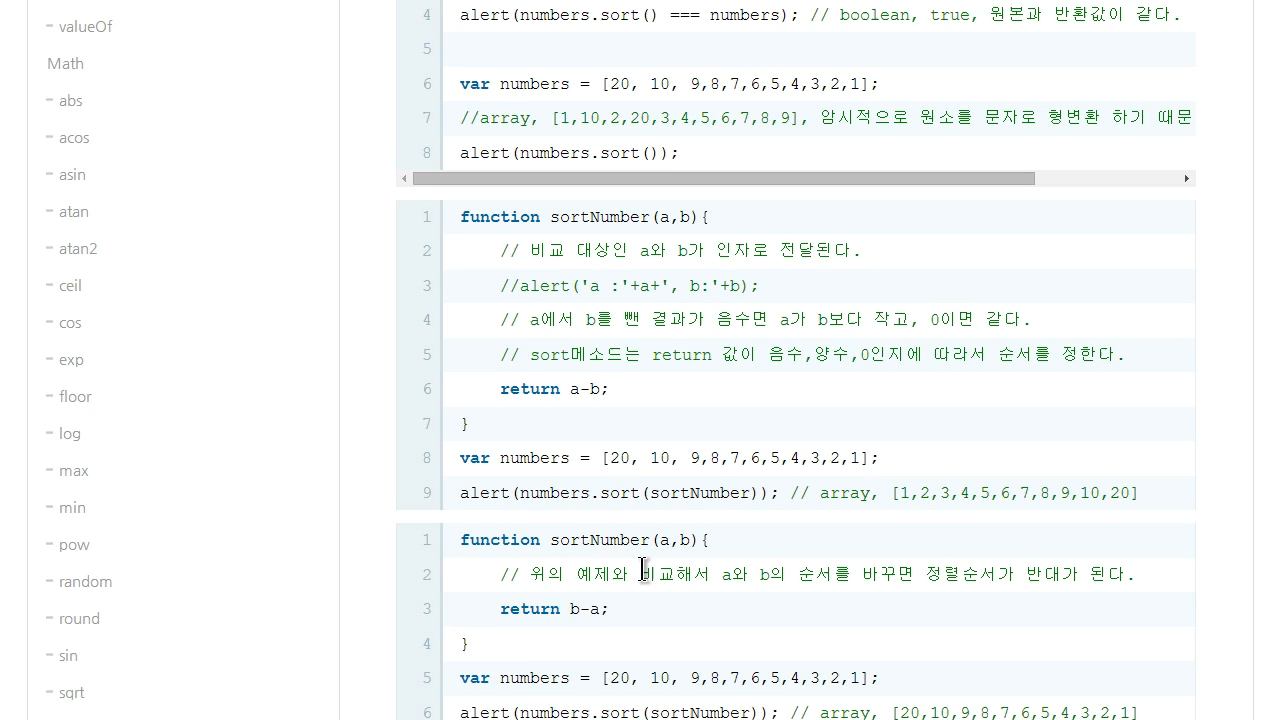 - valueOf
Math
- abs
- acos
- asin
- atan
- atan2
- ceil
- cos
- exp
- floor
- log
- max
- min
- pow
- random
- round
- sin
- sqrt
4 alert(numbers.sort() === numbers); // boolean, true, 원본과 반환값이 같다.
5
6 var numbers = [20, 10, 9,8,7,6,5,4,3,2,1];
7 //array, [1,10,2,20,3,4,5,6,7,8,9], 암시적으로 원소를 문자로 형변환 하기 때문
8 alert(numbers.sort());
1 function sortNumber(a,b){
2 // 비교 대상인 a와 b가 인자로 전달된다.
3 //alert('a :'+a+', b:'+b);
4 // a에서 b를 뺀 결과가 음수면 a가 b보다 작고, 0이면 같다.
5 // sort메소드는 return 값이 음수,양수,0인지에 따라서 순서를 정한다.
6 return a-b;
7 }
8 var numbers = [20, 10, 9,8,7,6,5,4,3,2,1];
9 alert(numbers.sort(sortNumber)); // array, [1,2,3,4,5,6,7,8,9,10,20]
1 function sortNumber(a,b){
2 // 위의 예제와 비교해서 a와 b의 순서를 바꾸면 정렬순서가 반대가 된다.
3 return b-a;
4 }
5 var numbers = [20, 10, 9,8,7,6,5,4,3,2,1];
6 alert(numbers.sort(sortNumber)); // array, [20,10,9,8,7,6,5,4,3,2,1]